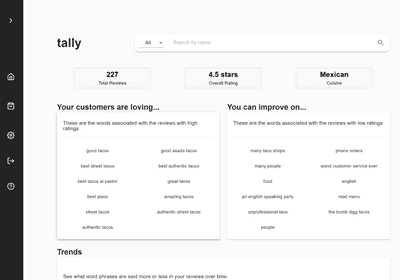 tally
All
Search by name
227
Total Reviews
4.5 stars
Overall Rating
Mexican
Cuisine
Your customers are loving...
These are the words associated with the reviews with high
ratings
good tacos
good asada tacos
best street tacos
best authentic tacos
best tacos al pastor
great tacos
best place
amazing tacos
street tacos
authentic street tacos
authentic tacos
You can improve on...
These are the words associated with the reviews with low ratings
many taco shops
phone orders
many people
worst customer service ever
food
english
an english speaking party
read menu
unprofessional taco
the bomb digg tacos
people
Trends
See what word phrases are said more or less in your reviews over time.